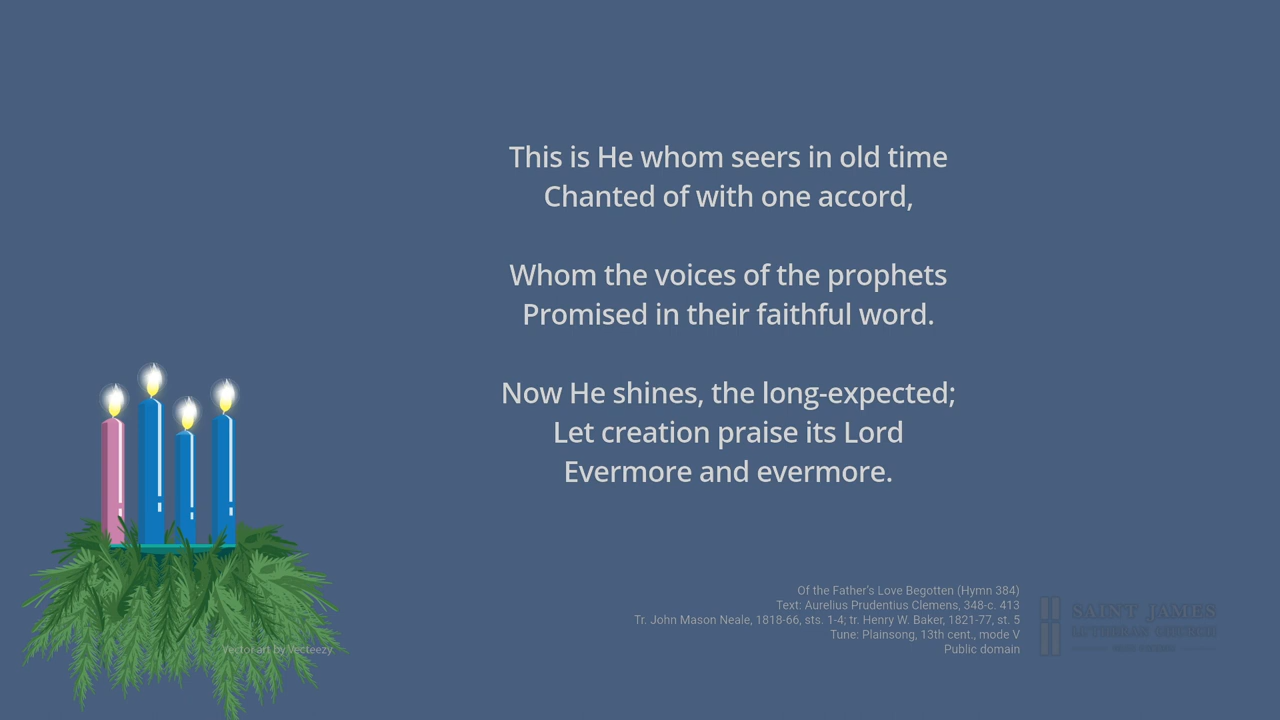 This is He whom seers in old time
Chanted of with one accord,
Whom the voices of the prophets
Promised in their faithful word.
Now He shines, the long-expected;
Let creation praise its Lord
Evermore and evermore.
Of the Father's Love Begotten (Hymn 384)
Text: Aurelius Prudentius Clemens, 348-c. 413
Tr. John Mason Neale, 1818-66, sts. 1-4; tr. Henry W. Baker, 1821-77, st. 5
Tune: Plainsong, 13th cent., mode V
Public domain
SAINT JAMES
LUTHERAN CHURCH
Vector art by Vecteezy